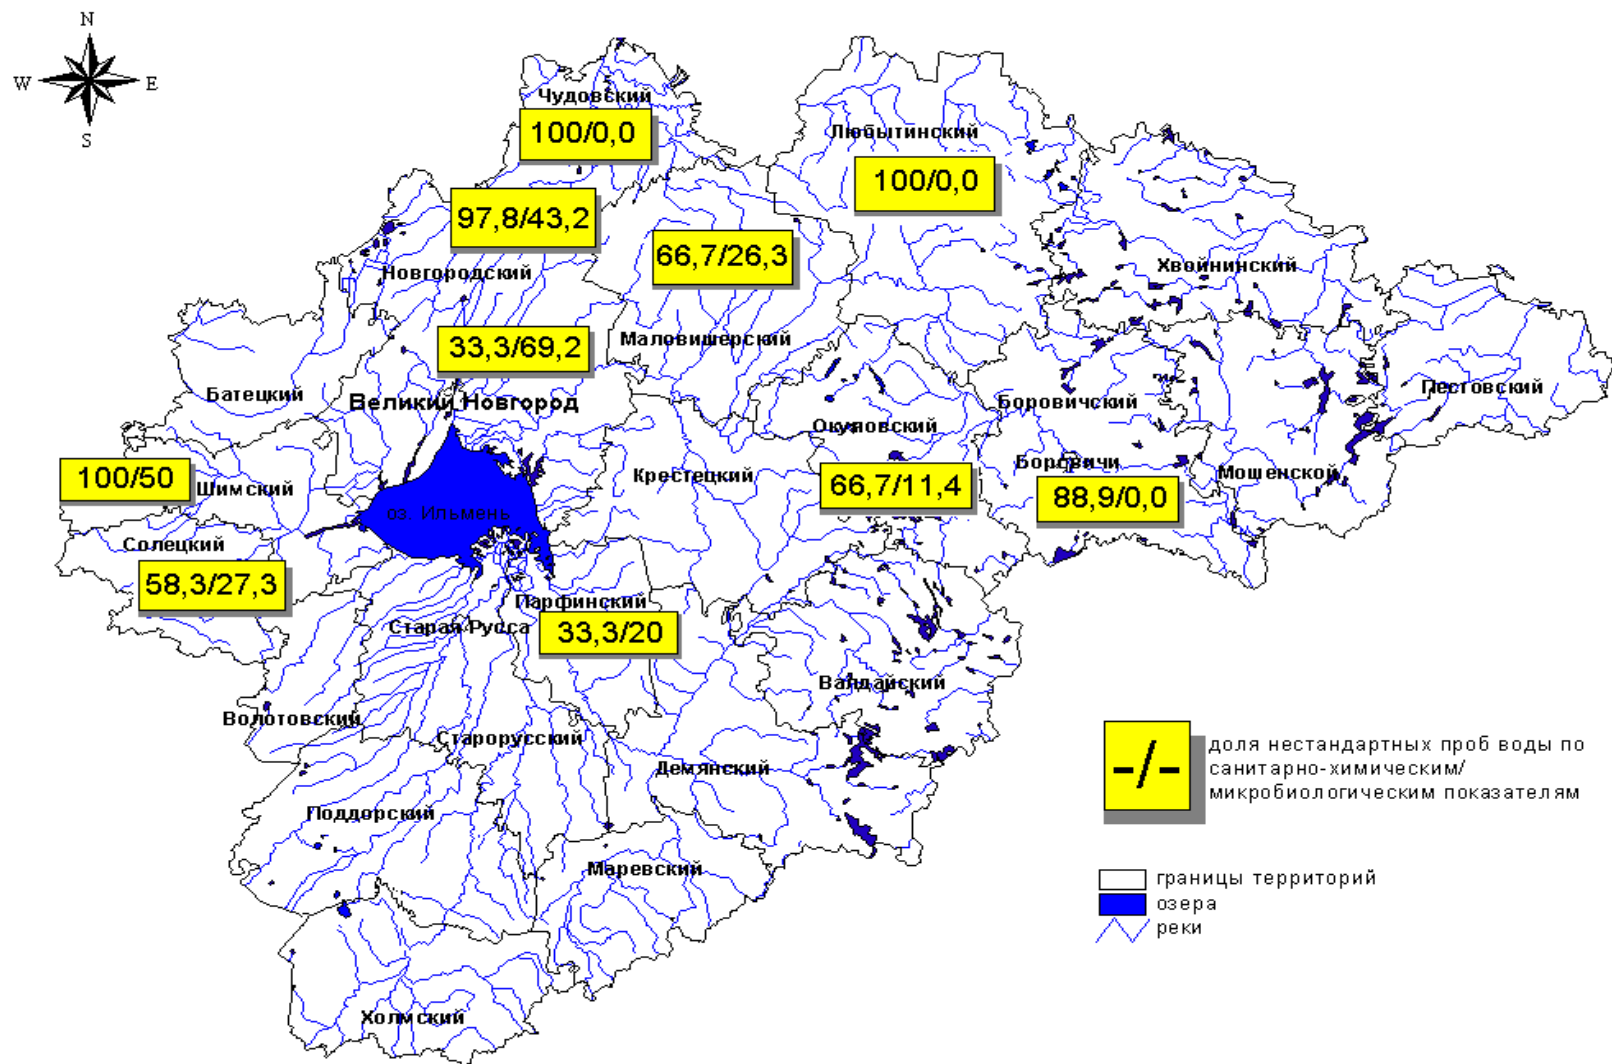 N
W
E
S
Чудовский
100/0,0
Любытинский
100/0,0
97,8/43,2
66,7/26,3
Новгородский
Хвойнинский
33,3/69,2
Маловишерский
Батецкий
Великий Новгород
Пестовский
Боровичский
Окуловский
Крестецкий
Боровичи
Мошенской
100/50
Шимский
66,7/11,4
88,9/0,0
оз. Ильмень
Солецкий
58,3/27,3
Парфинский
Старая Русса
33,3/20
Валдайский
Волотовский
Старорусский
Демянский
Поддорский
Маревский
Холмский
-/-
доля нестандартных проб воды по
санитарно-химическим/
микробиологическим показателям
границы территорий
озера
реки